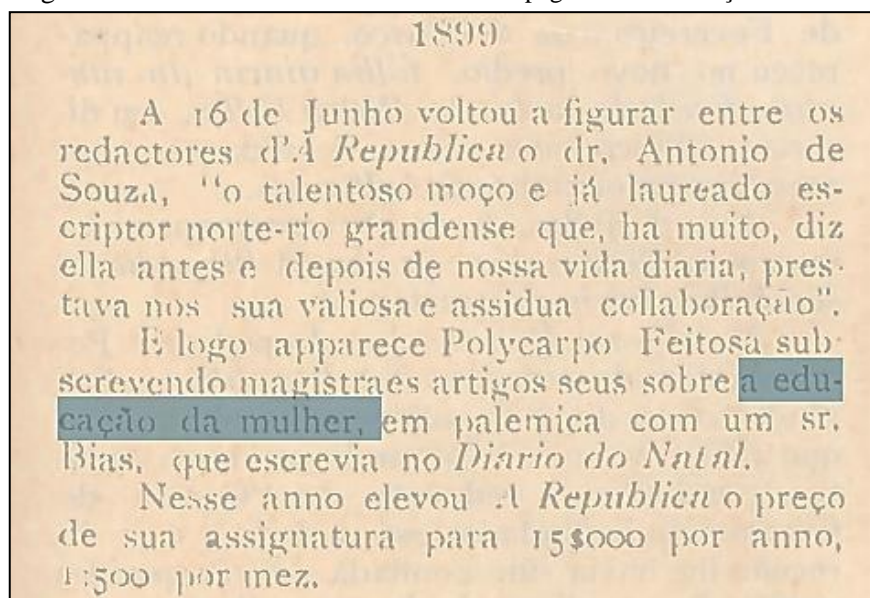 1899
A 16 de Junho voltou a figurar entre os
redactores d'A Republica o dr. Antonio de
Souza, "o talentoso moço e já laureado es-
criptor norte-rio grandense que, ha muito, diz
ella antes e depois de nossa vida diaria, pres-
tava nos sua valiosa e assidua collaboração".
E logo apparece Polycarpo Feitosa sub-
screvendo magistraes artigos seus sobre a edu-
cação da mulher, em palemica com um sr.
Bias, que escrevia no Diario do Natal.
Nesse anno elevou A Republica o preço
de sua assignatura para 15$000 por anno,
1:500 por mez.